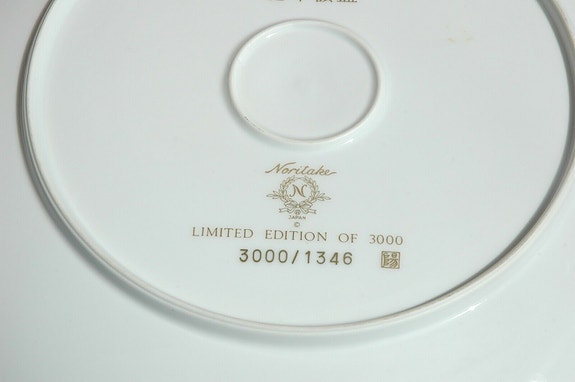 Noritake
N
JAPAN
©
LIMITED EDITION OF 3000
3000/1346